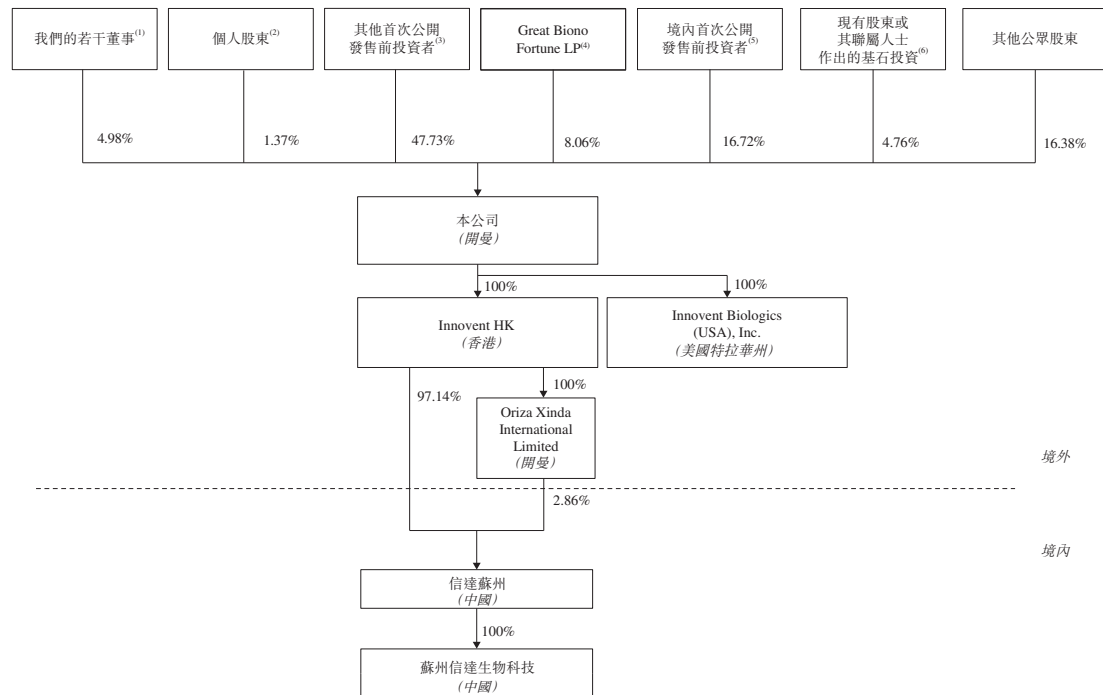 我們的若干董事(1)
個人股東(2)
其他首次公開
發售前投資者(3)
Great Biono
Fortune LP(4)
境內首次公開
發售前投資者(5)
現有股東或
其聯屬人士
作出的基石投資(6)
其他公眾股東
4.98%
1.37%
47.73%
8.06%
16.72%
4.76%
16.38%
本公司
(開曼)
100%
100%
Innovent HK
(香港)
Innovent Biologics
(USA), Inc.
(美國特拉華州)
97.14%
100%
Oriza Xinda
International
Limited
(開曼)
境外
2.86%
境內
信達蘇州
(中國)
100%
蘇州信達生物科技
(中國)